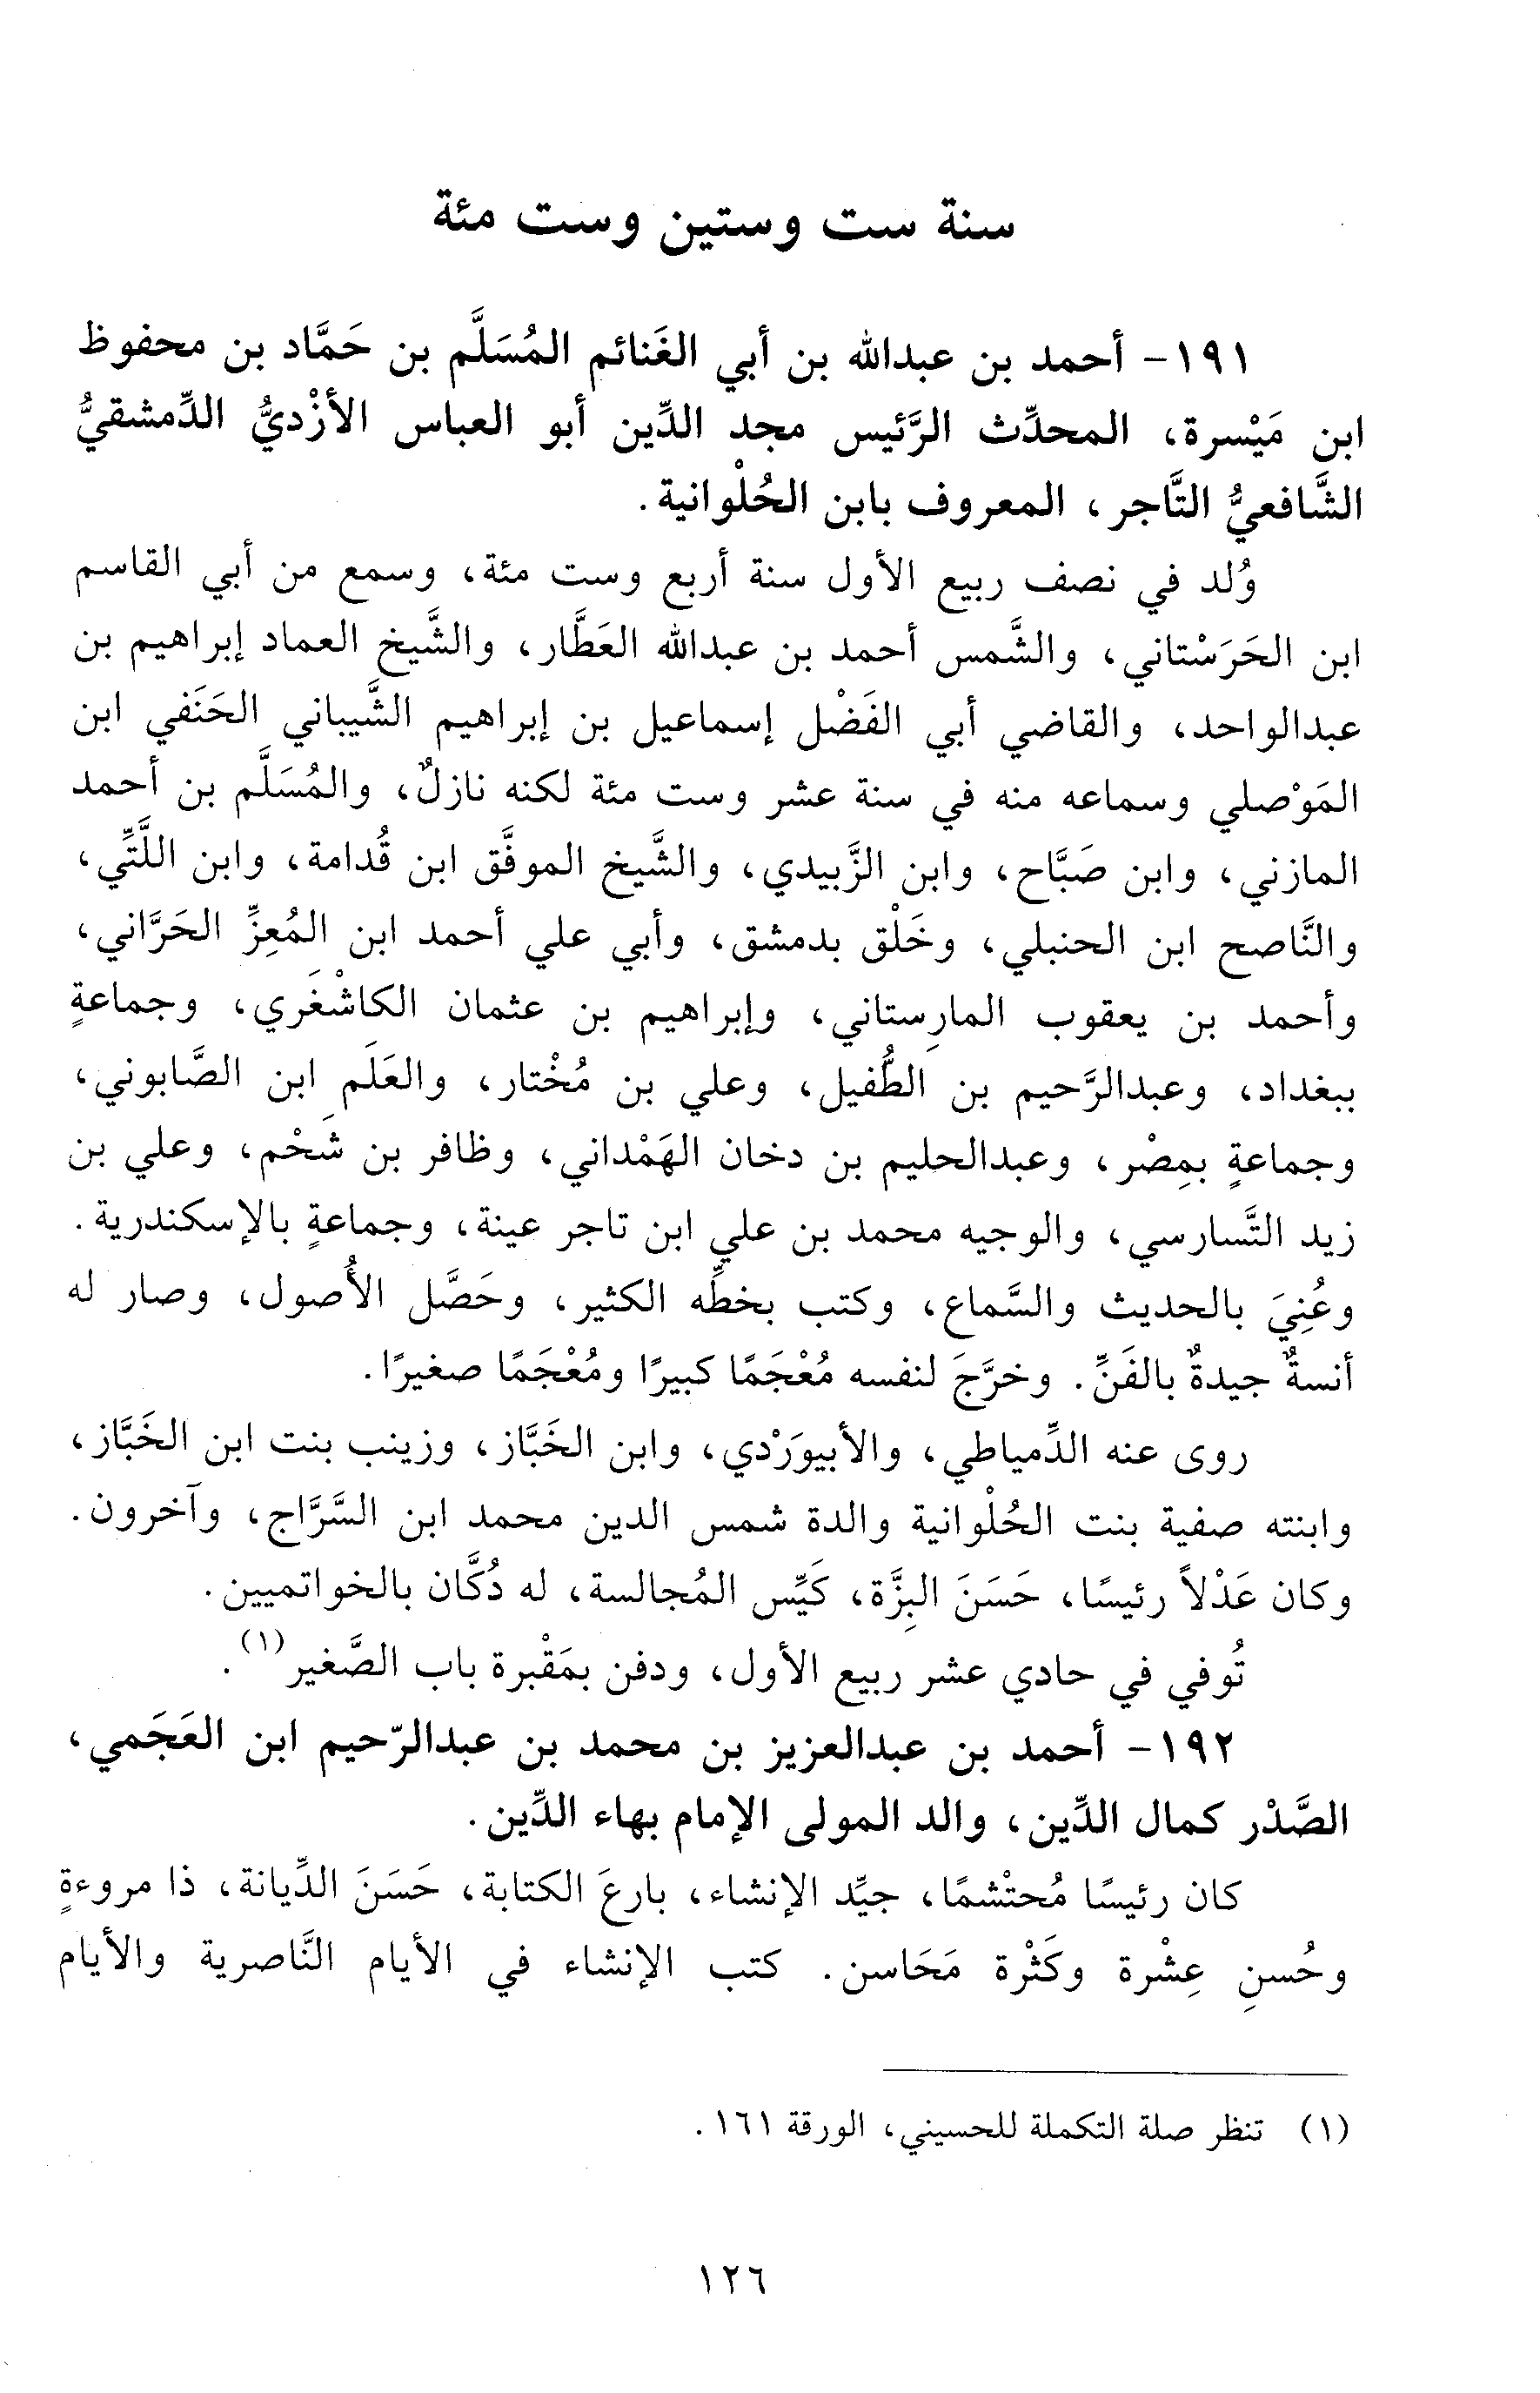 سنة ست وستين وست مئة
١٩١- أحمد بن عبدالله بن أبي الغَنائم المُسَلَّم بن حَمَّاد بن محفوظ
ابن مَيْسرة، المحدِّث الرَّئيس مجد الدِّين أبو العباس الأزْديُّ الدِّمشقيُّ
الشَّافعيُّ التَّاجر، المعروف بابن الحُلْوانية.
وُلد في نصف ربيع الأول سنة أربع وست مئة، وسمع من أبي القاسم
ابن الحَرَسْتاني، والشَّمس أحمد بن عبدالله العَطَّار، والشَّيخ العماد إبراهيم بن
عبدالواحد، والقاضي أبي الفَضْل إسماعيل بن إبراهيم الشَّيباني الحَنَفي ابن
المَوْصلي وسماعه منه في سنة عشر وست مئة لكنه نازلٌ، والمُسَلَّم بن أحمد
المازني، وابن صَبَّاح، وابن الزَّبيدي، والشَّيخ الموفَّق ابن قُدامة، وابن اللَّتِّي،
والنَّاصح ابن الحنبلي، وخَلْق بدمشق، وأبي علي أحمد ابن المُعِزِّ الحَرَّاني،
وأحمد بن يعقوب المارِستاني، وإبراهيم بن عثمان الكاشْغَري، وجماعةٍ
ببغداد، وعبدالرَّحيم بن الطُّفيل، وعلي بن مُخْتار، والعَلَم ابن الصَّابوني،
وجماعةٍ بمِصْر، وعبدالحليم بن دخان الهَمْداني، وظافر بن شَحْم، وعلي بن
زيد التَّسارسي، والوجيه محمد بن علي ابن تاجر عينة، وجماعةٍ بالإسكندرية.
وعُنِيَ بالحديث والسَّماع، وكتب بخطِّه الكثير، وحَصَّل الأُصول، وصار له
أنسةٌ جيدةٌ بالفَنِّ. وخرَّجَ لنفسه مُعْجَمًا كبيرًا ومُعْجَمًا صغيرًا.
روى عنه الدِّمياطي، والأبيوَرْدي، وابن الخَبَّاز، وزينب بنت ابن الخَبَّاز،
وابنته صفية بنت الحُلْوانية والدة شمس الدين محمد ابن السَّرَّاج، وآخرون.
وكان عَدْلاً رئيسًا، حَسَنَ البِزَّة، كَيِّس المُجالسة، له دُكَّان بالخواتميين.
تُوفي في حادي عشر ربيع الأول، ودفن بمَقْبرة باب الصَّغير(١).
١٩٢- أحمد بن عبدالعزيز بن محمد بن عبدالرّحيم ابن العَجَمي،
الصَّدْر كمال الدِّين، والد المولى الإمام بهاء الدِّين.
كان رئيسًا مُحتْشمًا، جيِّد الإنشاء، بارعَ الكتابة، حَسَنَ الدِّيانة، ذا مروءةٍ
وحُسنِ عِشْرة وكَثْرة مَحَاسن. كتب الإنشاء في الأيام النَّاصرية والأيام
(١) تنظر صلة التكملة للحسيني، الورقة ١٦١.
١٢٦